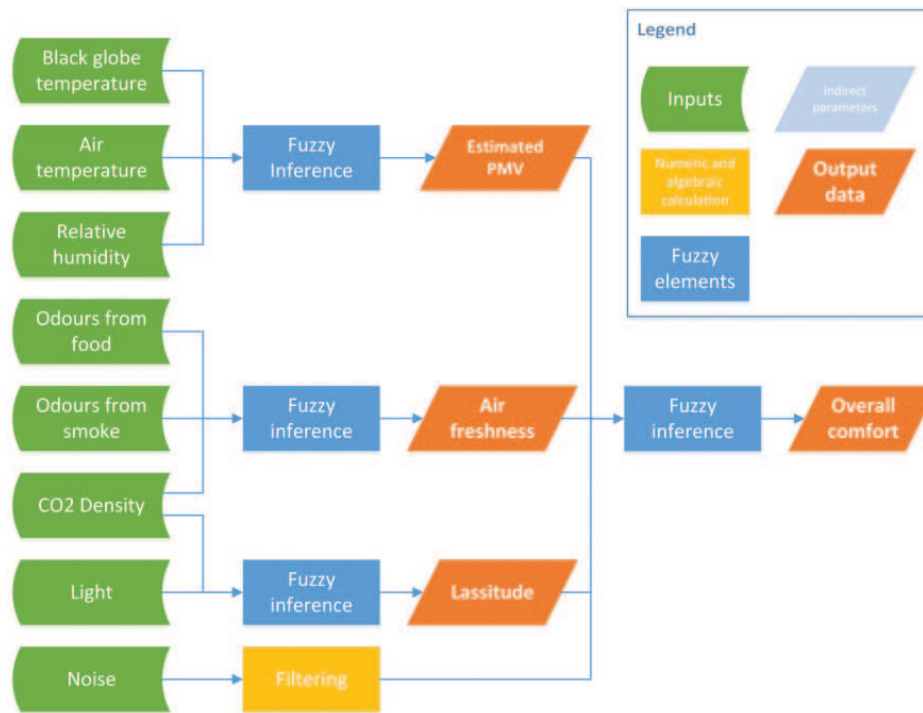 Black globe
temperature
Air
temperature
Relative
humidity
Odours from
food
Odours from
smoke
CO2 Density
Light
Noise
Fuzzy
Inference
Fuzzy
inference
Fuzzy
inference
Filtering
Estimated
PMV
Air
freshness
Lassitude
Fuzzy
inference
Overall
comfort
Legend
Inputs
Indirect
parameters
Numeric and
algebraic
calculation
Output
data
Fuzzy
elements